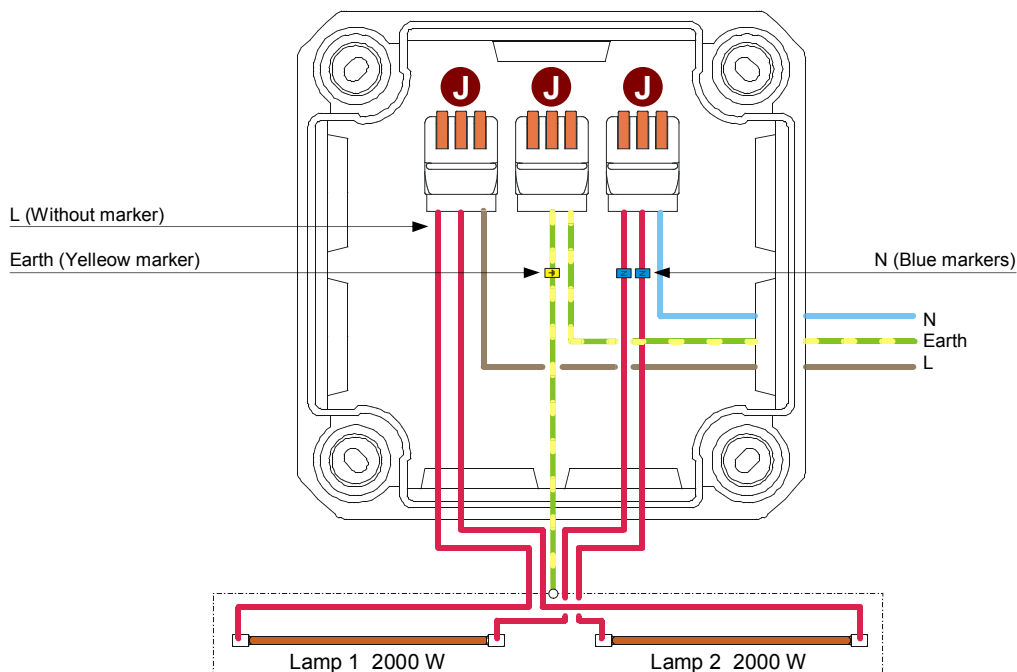 J J J
L (Without marker)
Earth (Yelleow marker)
N (Blue markers)
N
Earth
L
Lamp 1 2000 W
Lamp 2 2000 W